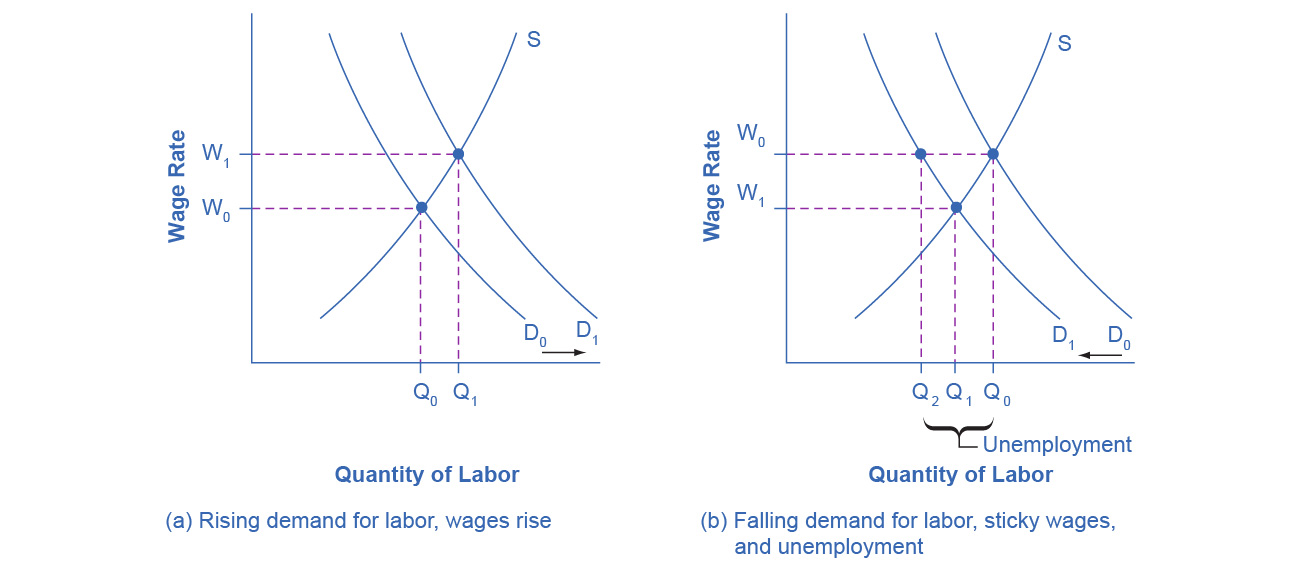 S
Wage Rate
W1
W0
D0
D1
Q0
Q1
Quantity of Labor
(a) Rising demand for labor, wages rise
S
Wage Rate
W0
W1
D1
D0
Q2
Q1
Q0
Unemployment
Quantity of Labor
(b) Falling demand for labor, sticky wages,
and unemployment